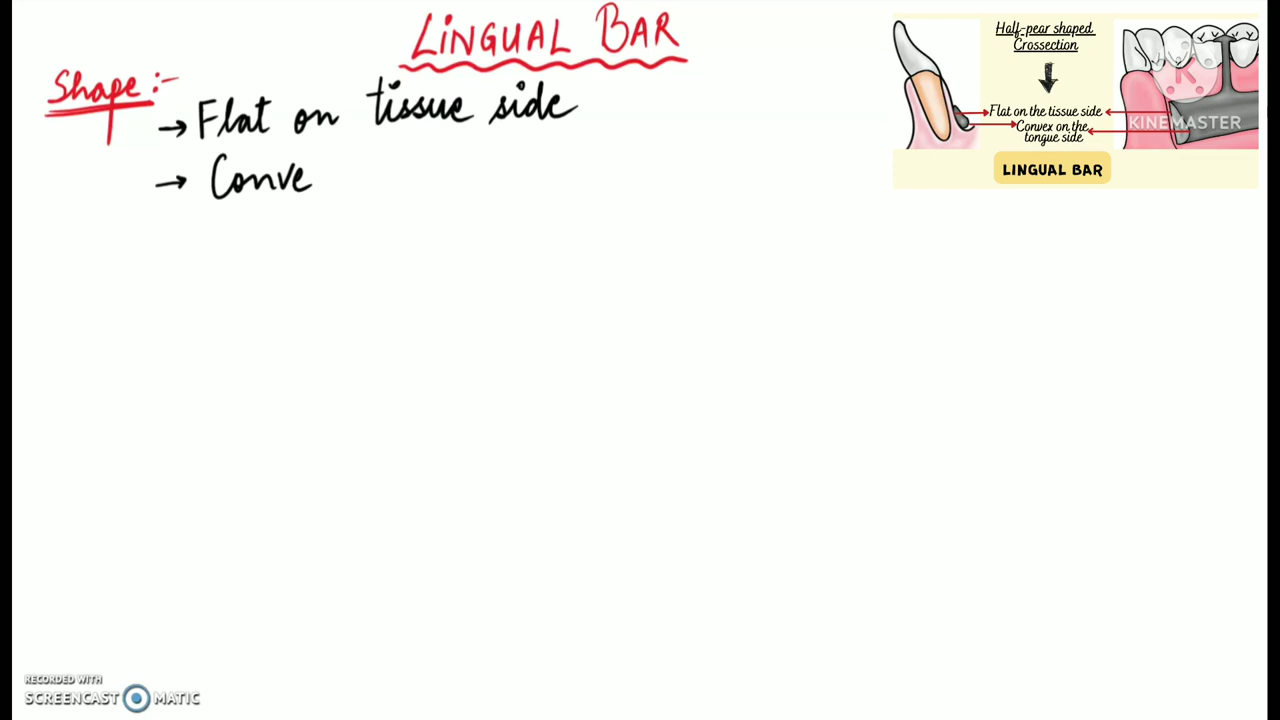 LINGUAL BAR
Shape :-
→ Flat on tissue side
→ Conve
Half-pear shaped
Crossection
Flat on the tissue side
Convex on the
tongue side
LINGUAL BAR
KINEMASTER
RECORDED WITH
SCREENCAST MATIC